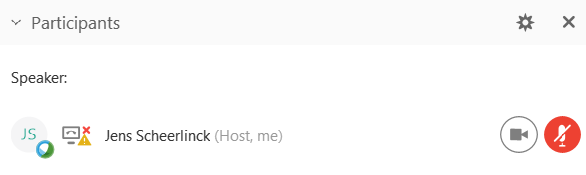 Participants
Speaker:
JS
Jens Scheerlinck (Host, me)